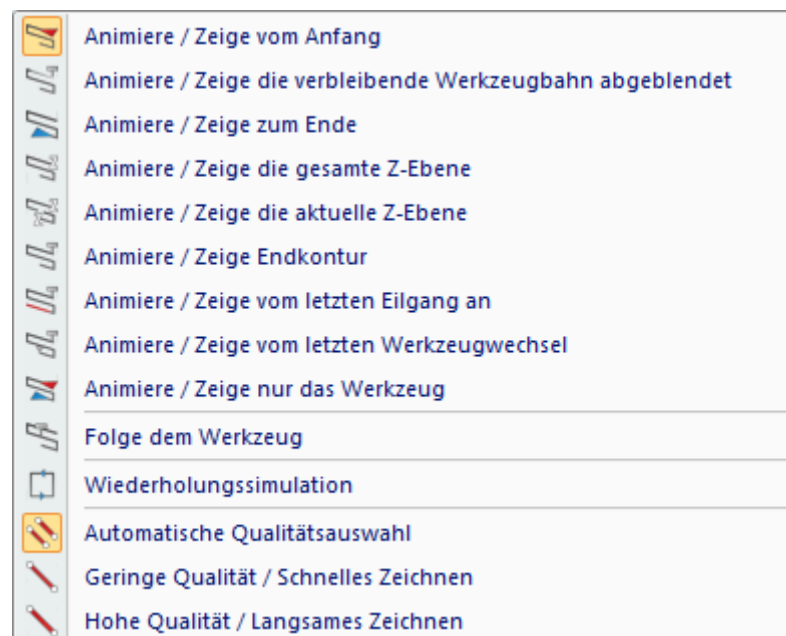 Animiere / Zeige vom Anfang
Animiere / Zeige die verbleibende Werkzeugbahn abgeblendet
Animiere / Zeige zum Ende
Animiere / Zeige die gesamte Z-Ebene
Animiere / Zeige die aktuelle Z-Ebene
Animiere / Zeige Endkontur
Animiere / Zeige vom letzten Eilgang an
Animiere / Zeige vom letzten Werkzeugwechsel
Animiere / Zeige nur das Werkzeug
Folge dem Werkzeug
Wiederholungssimulation
Automatische Qualitätsauswahl
Geringe Qualität / Schnelles Zeichnen
Hohe Qualität / Langsames Zeichnen